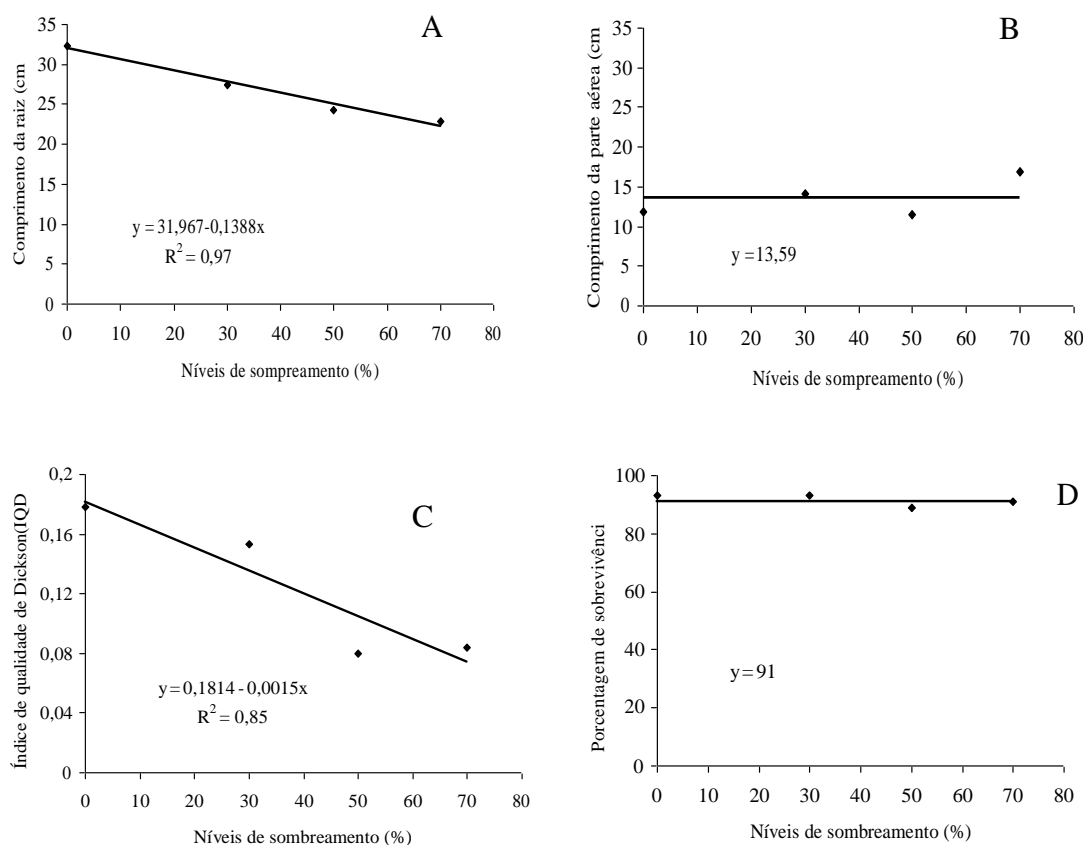 A
Comprimento da raiz (cm
35
30
25
20
15
10
5
0
y = 31,967-0,1388x
R² = 0,97
0 10 20 30 40 50 60 70 80
Níveis de sompreamento (%)
B
Comprimento da parte aérea (cm
35
30
25
20
15
10
5
0
y =13,59
0 10 20 30 40 50 60 70 80
Níveis de sompreamento (%)
C
Índice de qualidade de Dickson(IQD
0,2
0,16
0,12
0,08
0,04
0
y = 0,1814 - 0,0015x
R² = 0,85
0 10 20 30 40 50 60 70 80
Níveis de sombreamento (%)
D
Porcentagem de sobrevivênci
100
80
60
40
20
0
y=91
0 10 20 30 40 50 60 70 80
Níveis de sombreamento (%)